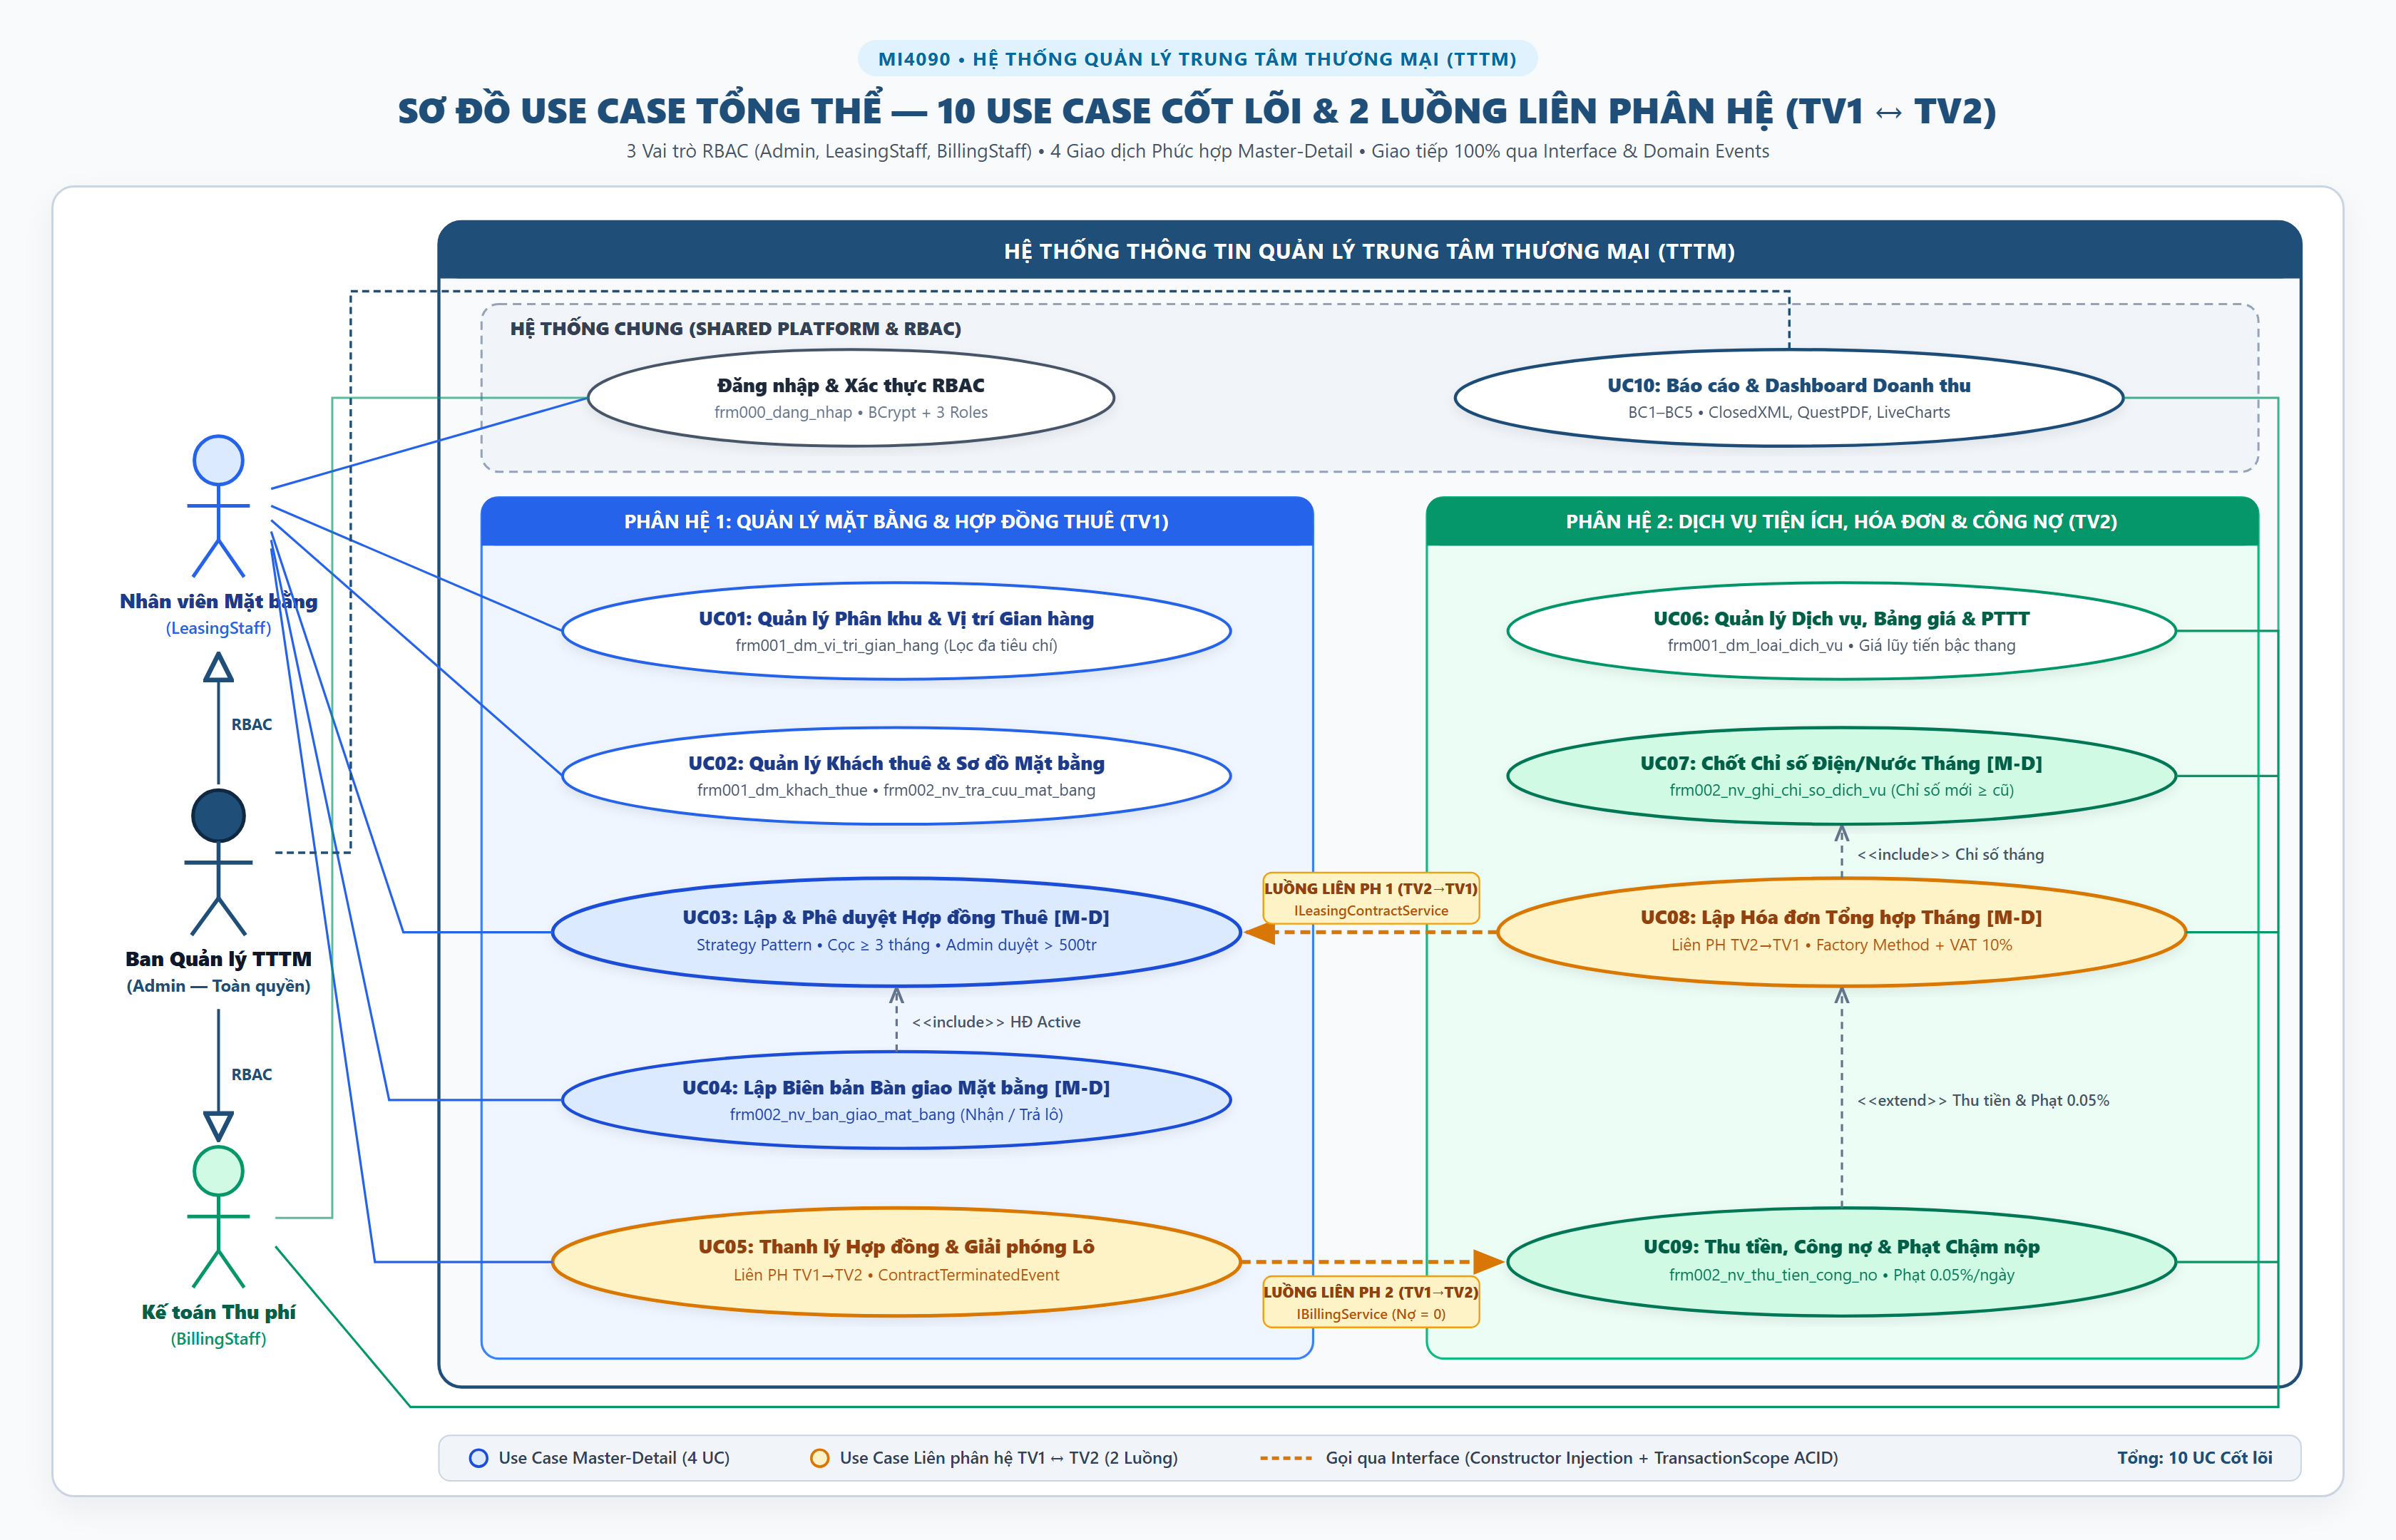 MI4090 • HỆ THỐNG QUẢN LÝ TRUNG TÂM THƯƠNG MẠI (TTTM)
SƠ ĐỒ USE CASE TỔNG THỂ — 10 USE CASE CỐT LÕI & 2 LUỒNG LIÊN PHÂN HỆ (TV1 ↔ TV2)
3 Vai trò RBAC (Admin, LeasingStaff, BillingStaff) • 4 Giao dịch Phức hợp Master-Detail • Giao tiếp 100% qua Interface & Domain Events
HỆ THỐNG THÔNG TIN QUẢN LÝ TRUNG TÂM THƯƠNG MẠI (TTTM)
HỆ THỐNG CHUNG (SHARED PLATFORM & RBAC)
Đăng nhập & Xác thực RBAC
frm000_dang_nhap • BCrypt + 3 Roles
UC10: Báo cáo & Dashboard Doanh thu
BC1–BC5 • ClosedXML, QuestPDF, LiveCharts
Nhân viên Mặt bằng
(LeasingStaff)
RBAC
Ban Quản lý TTTM
(Admin — Toàn quyền)
RBAC
Kế toán Thu phí
(BillingStaff)
PHÂN HỆ 1: QUẢN LÝ MẶT BẰNG & HỢP ĐỒNG THUÊ (TV1)
UC01: Quản lý Phân khu & Vị trí Gian hàng
frm001_dm_vi_tri_gian_hang (Lọc đa tiêu chí)
UC02: Quản lý Khách thuê & Sơ đồ Mặt bằng
frm001_dm_khach_thue • frm002_nv_tra_cuu_mat_bang
UC03: Lập & Phê duyệt Hợp đồng Thuê [M-D]
Strategy Pattern • Cọc ≥ 3 tháng • Admin duyệt > 500tr
<<include>> HĐ Active
UC04: Lập Biên bản Bàn giao Mặt bằng [M-D]
frm002_nv_ban_giao_mat_bang (Nhận / Trả lô)
UC05: Thanh lý Hợp đồng & Giải phóng Lô
Liên PH TV1→TV2 • ContractTerminatedEvent
LUỒNG LIÊN PH 1 (TV2→TV1)
ILeasingContractService
LUỒNG LIÊN PH 2 (TV1→TV2)
IBillingService (Nợ = 0)
PHÂN HỆ 2: DỊCH VỤ TIỆN ÍCH, HÓA ĐƠN & CÔNG NỢ (TV2)
UC06: Quản lý Dịch vụ, Bảng giá & PTTT
frm001_dm_loai_dich_vu • Giá lũy tiến bậc thang
UC07: Chốt Chỉ số Điện/Nước Tháng [M-D]
frm002_nv_ghi_chi_so_dich_vu (Chỉ số mới ≥ cũ)
<<include>> Chỉ số tháng
UC08: Lập Hóa đơn Tổng hợp Tháng [M-D]
Liên PH TV2→TV1 • Factory Method + VAT 10%
<<extend>> Thu tiền & Phạt 0.05%
UC09: Thu tiền, Công nợ & Phạt Chậm nộp
frm002_nv_thu_tien_cong_no • Phạt 0.05%/ngày
Use Case Master-Detail (4 UC)
Use Case Liên phân hệ TV1 ↔ TV2 (2 Luồng)
Gọi qua Interface (Constructor Injection + TransactionScope ACID)
Tổng: 10 UC Cốt lõi